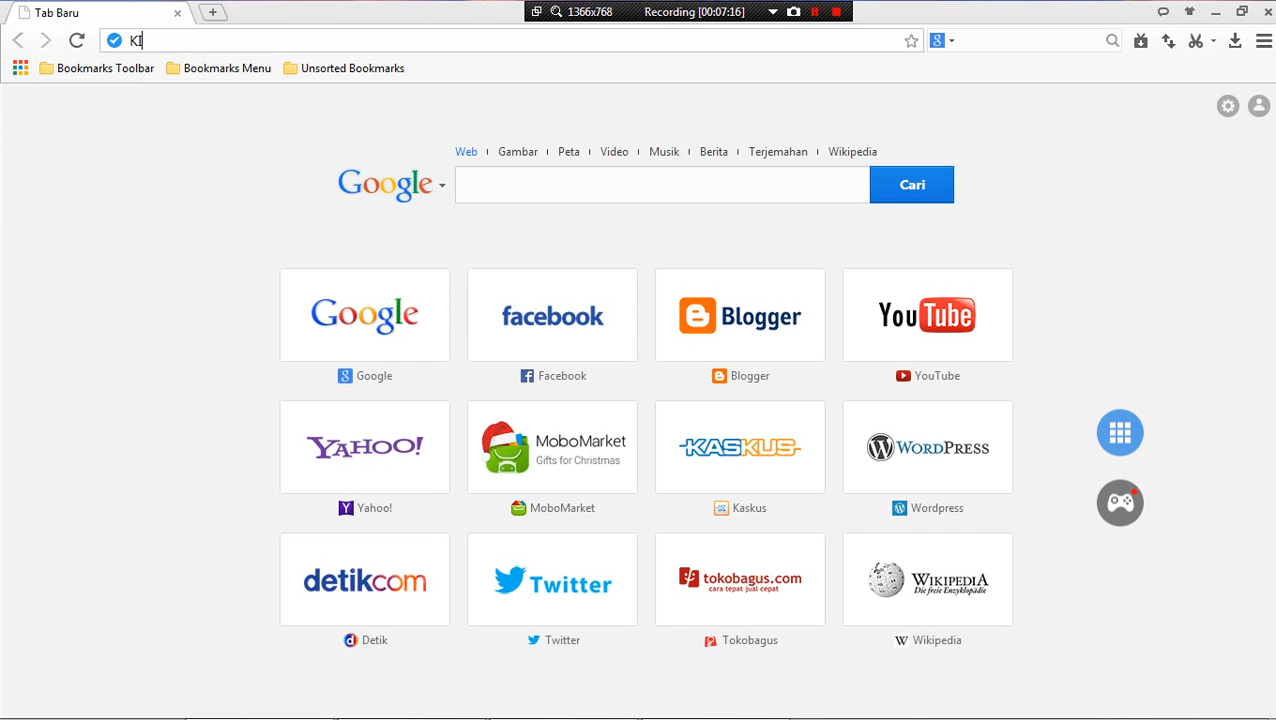 Tab Baru
1366x768 Recording [00:07:16]
KI
Bookmarks Toolbar Bookmarks Menu Unsorted Bookmarks
Web Gambar Peta Video Musik Berita Terjemahan Wikipedia
Google Cari
Google facebook Blogger YouTube
Google Facebook Blogger YouTube
YAHOO! MoboMarket KASKUS WORDPRESS
Gifts for Christmas
Yahoo! MoboMarket Kaskus Wordpress
detikcom Twitter tokobagus.com WIKIPEDIA
cara tepat jual cepat Die freie Enzyklopädie
Detik Twitter Tokobagus Wikipedia